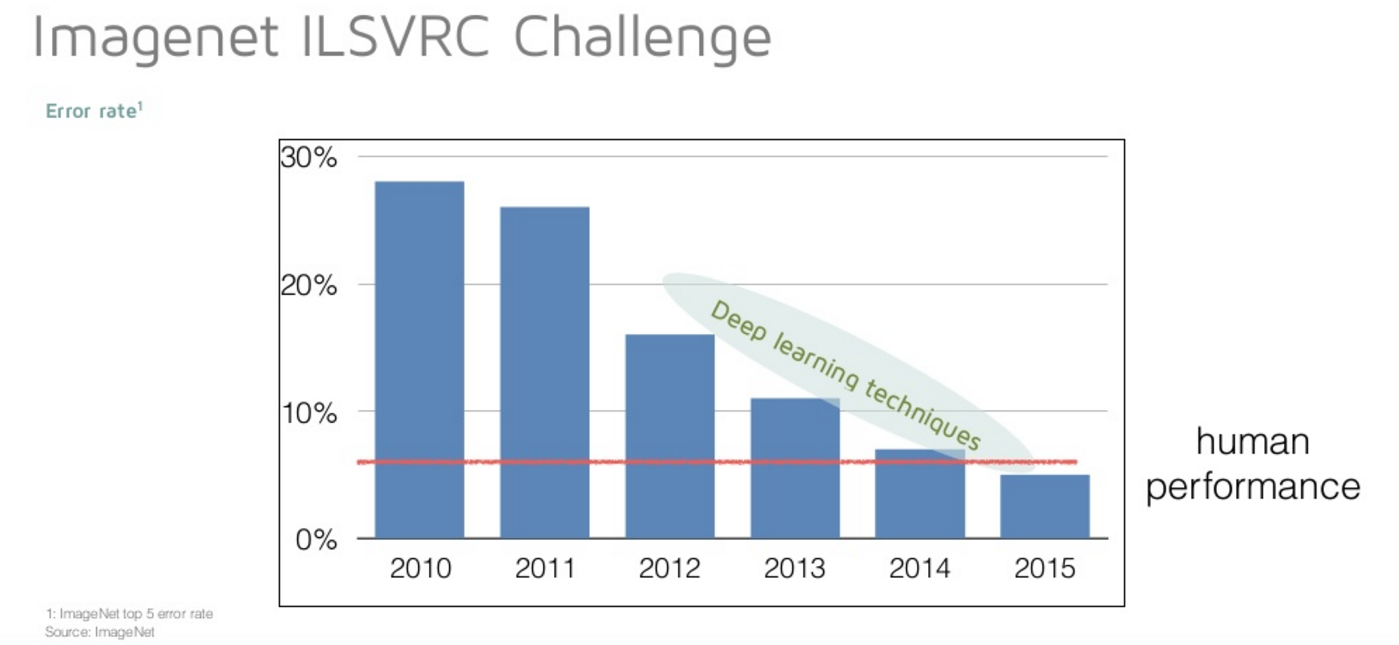 Imagenet ILSVRC Challenge
Error rate¹
30%
20%
10%
0%
Deep learning techniques
human
performance
2010 2011 2012 2013 2014 2015
1: ImageNet top 5 error rate
Source: ImageNet